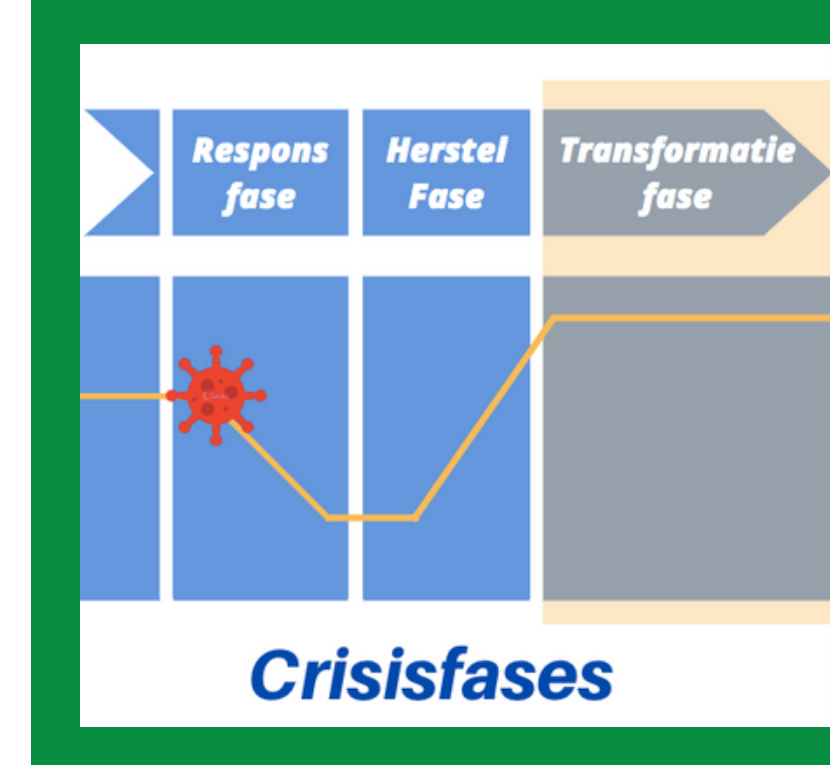 Respons
fase
Herstel
Fase
Transformatie
fase
Crisisfases